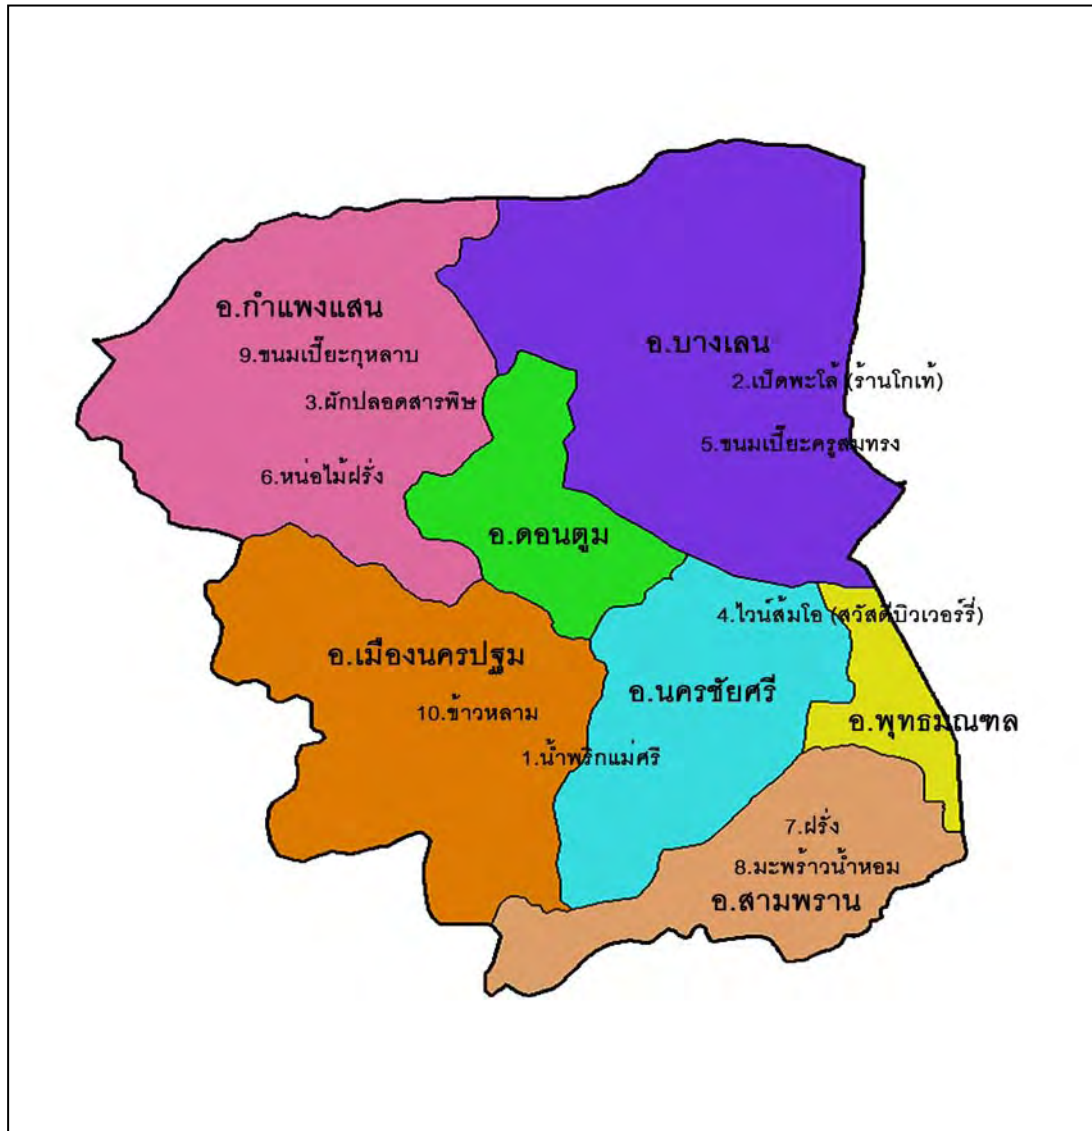 อ.กำแพงแสน
9.ขนมเปี๊ยะกุหลาบ
3.ผักปลอดสารพิษ
6.หน่อไม้ฝรั่ง
อ.บางเลน
2.เป็ดพะโล้ (ร้านโกเท้)
5.ขนมเปี๊ยะครูสมทรง
อ.ดอนตูม
4.ไวน์ส้มโอ (สวัสดีบิวเวอร์รี่)
อ.เมืองนครปฐม
10.ข้าวหลาม
อ.นครชัยศรี
1.น้ำพริกแม่ศรี
อ.พุทธมณฑล
7.ฝรั่ง
8.มะพร้าวน้ำหอม
อ.สามพราน